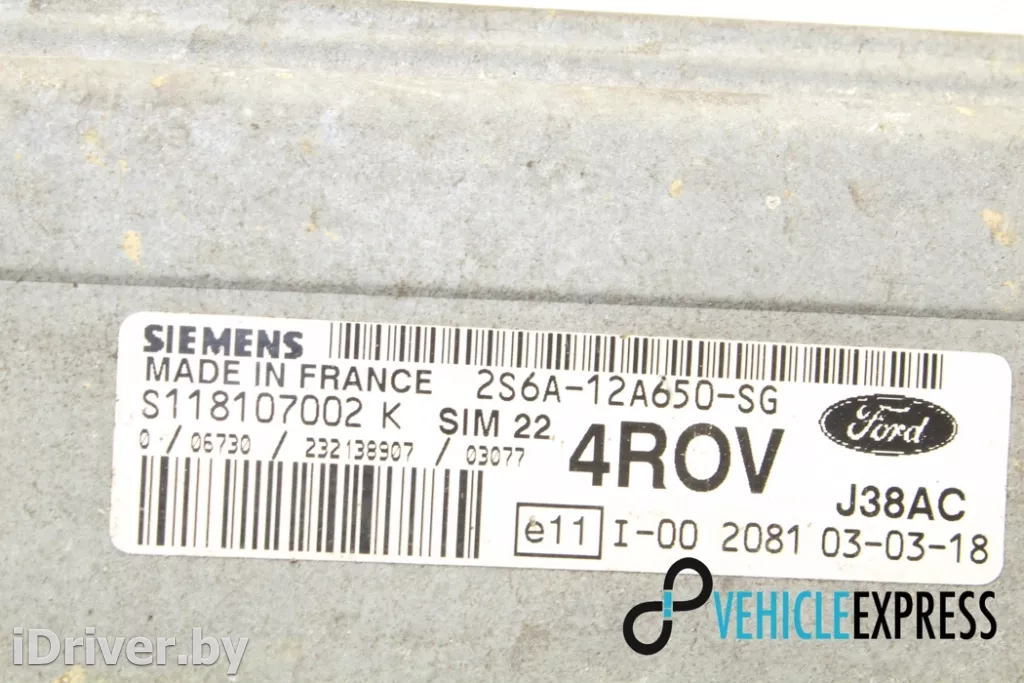 SIEMENS
MADE IN FRANCE 2S6A-12A650-SG
S118107002 K SIM 22 4ROV Ford
0 / 06730 / 232138907 / 03077
J38AC
e11 I-00 2081 03-03-18
VEHICLEEXPRESS
iDriver.by